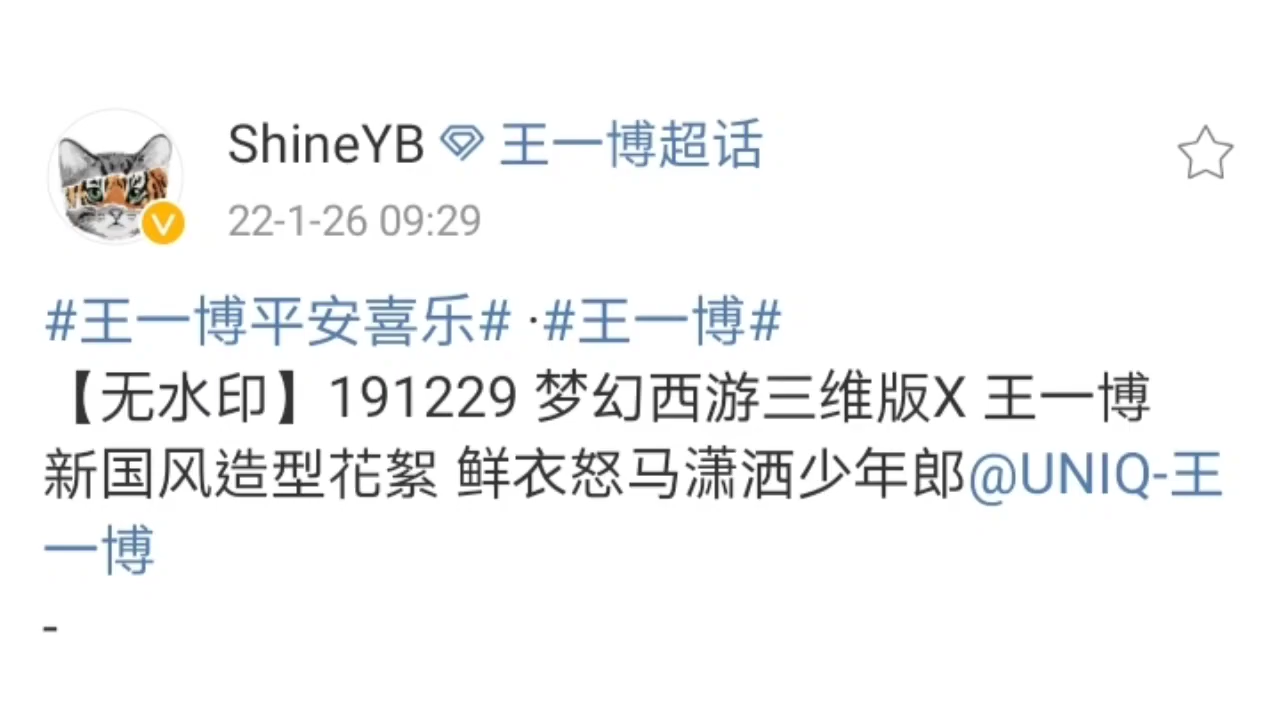 ShineYB 王一博超话
22-1-26 09:29
#王一博平安喜乐# ·#王一博#
【无水印】191229 梦幻西游三维版X 王一博
新国风造型花絮 鲜衣怒马潇洒少年郎@UNIQ-王
一博
-